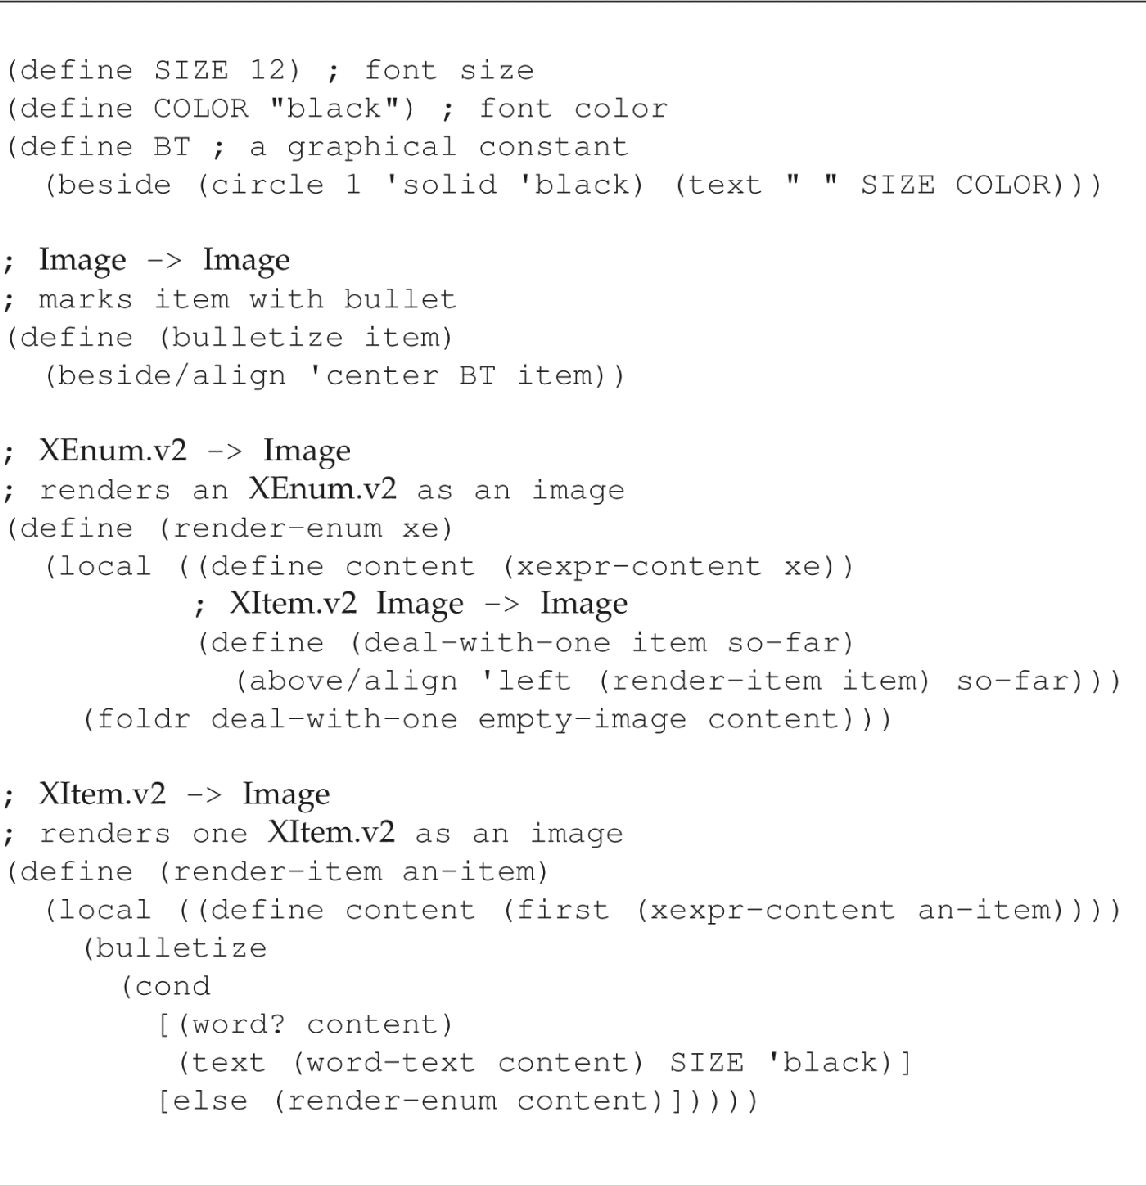 (define SIZE 12) ; font size
(define COLOR "black") ; font color
(define BT ; a graphical constant
  (beside (circle 1 'solid 'black) (text " " SIZE COLOR)))

; Image -> Image
; marks item with bullet
(define (bulletize item)
  (beside/align 'center BT item))

; XEnum.v2 -> Image
; renders an XEnum.v2 as an image
(define (render-enum xe)
  (local ((define content (xexpr-content xe))
          ; XItem.v2 Image -> Image
          (define (deal-with-one item so-far)
            (above/align 'left (render-item item) so-far)))
    (foldr deal-with-one empty-image content)))

; XItem.v2 -> Image
; renders one XItem.v2 as an image
(define (render-item an-item)
  (local ((define content (first (xexpr-content an-item))))
    (bulletize
      (cond
        [(word? content)
         (text (word-text content) SIZE 'black)]
        [else (render-enum content)]))))